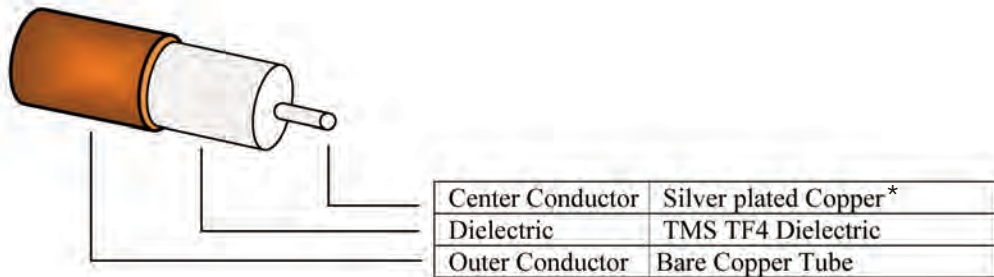 Center Conductor Silver plated Copper*
Dielectric TMS TF4 Dielectric
Outer Conductor Bare Copper Tube